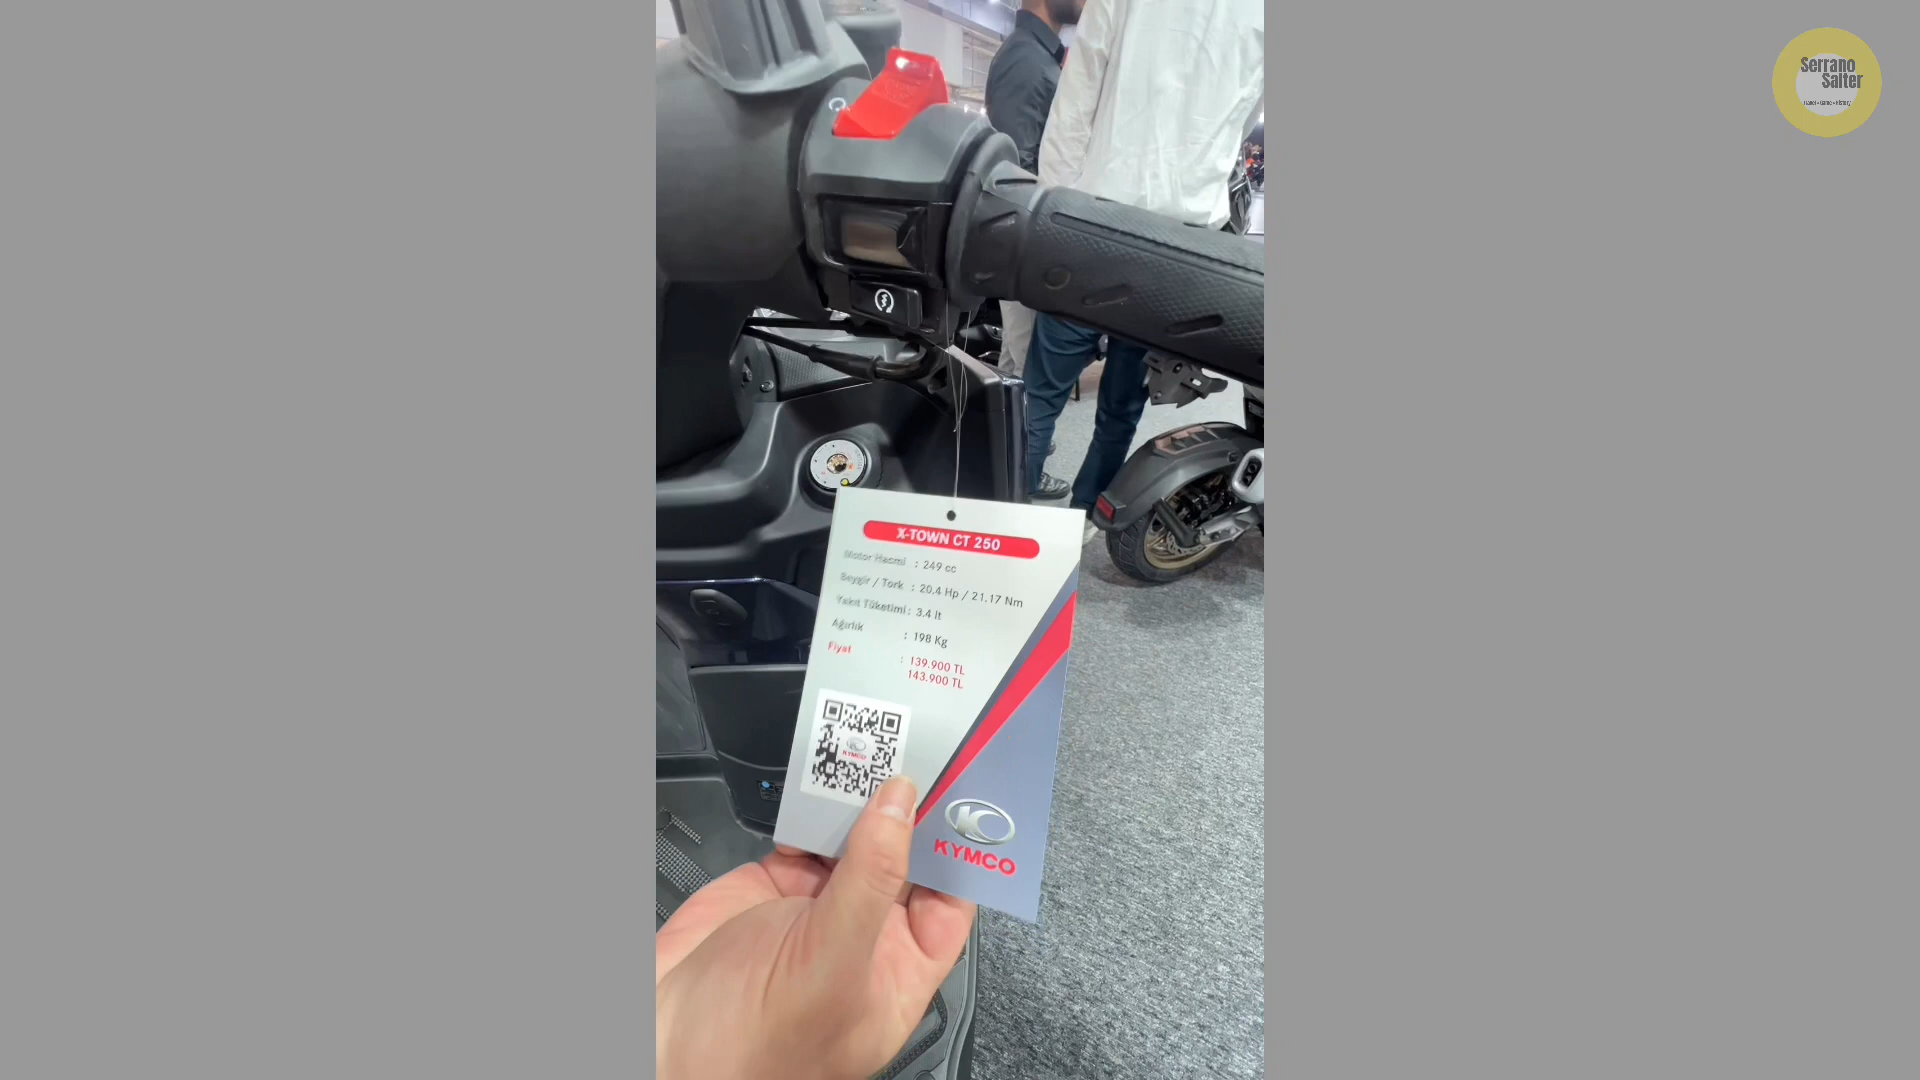 Serrano
Salter
X-TOWN CT 250
Motor Hacmi : 249 cc
Beygir / Tork : 20.4 Hp / 21.17 Nm
Yakıt Tüketimi : 3.4 lt
Ağırlık : 198 Kg
Fiyat : 139.900 TL
143.900 TL
KYMCO
KYMCO